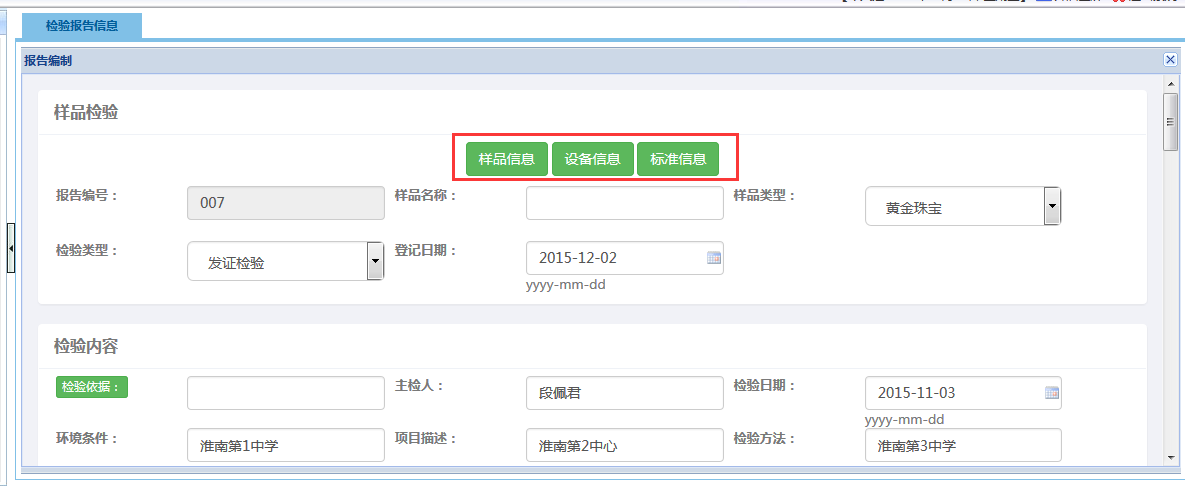 检验报告信息
报告编制
样品检验
样品信息 设备信息 标准信息
报告编号： 007 样品名称： 样品类型： 黄金珠宝
检验类型： 发证检验 登记日期： 2015-12-02
yyyy-mm-dd
检验内容
检验依据： 主检人： 段佩君 检验日期： 2015-11-03
yyyy-mm-dd
环境条件： 淮南第1中学 项目描述： 淮南第2中心 检验方法： 淮南第3中学